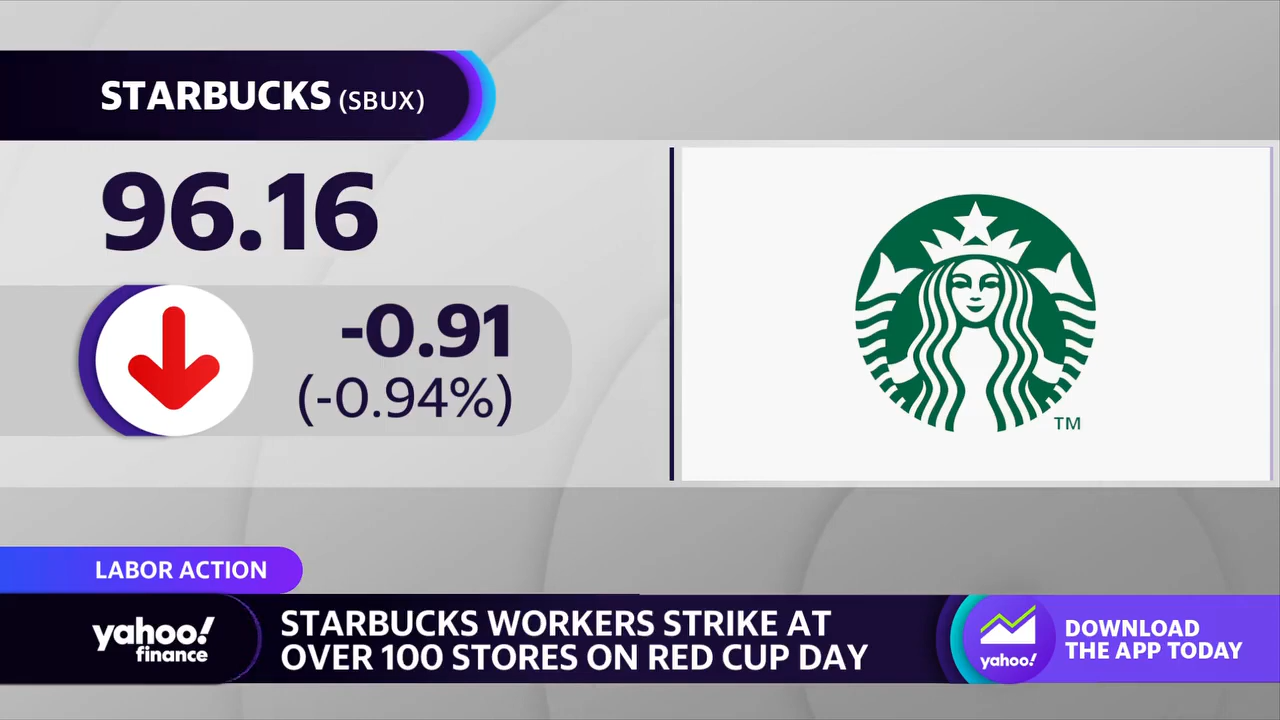 STARBUCKS (SBUX)
96.16
-0.91
(-0.94%)
TM
LABOR ACTION
yahoo!
finance
STARBUCKS WORKERS STRIKE AT
OVER 100 STORES ON RED CUP DAY
yahoo!
DOWNLOAD
THE APP TODAY